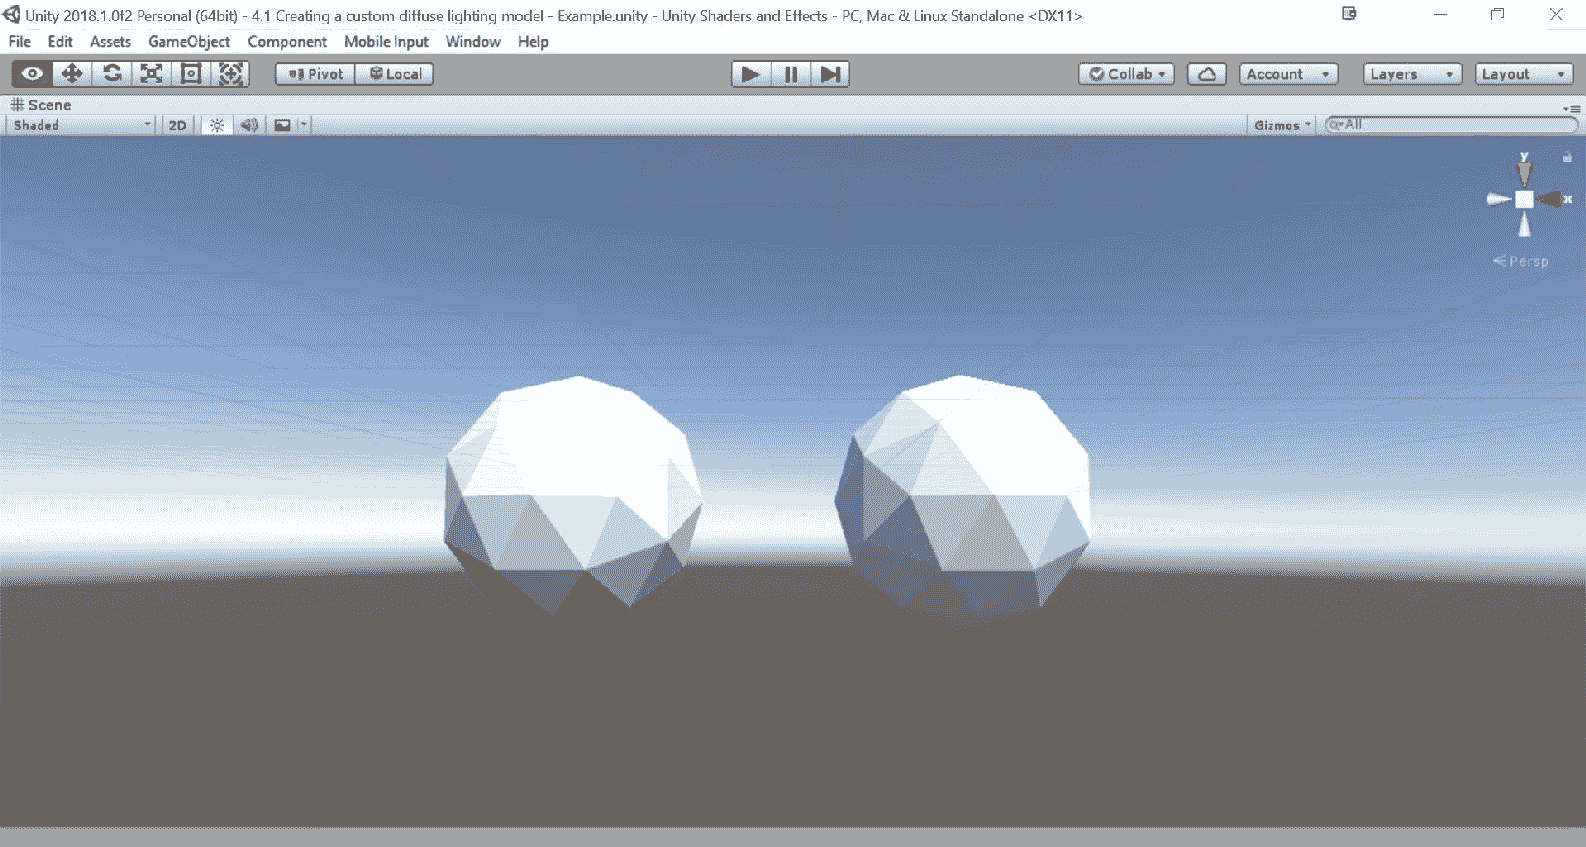 Unity 2018.1.0f2 Personal (64bit) - 4.1 Creating a custom diffuse lighting model - Example.unity - Unity Shaders and Effects - PC, Mac & Linux Standalone <DX11>
File Edit Assets GameObject Component Mobile Input Window Help
Pivot Local Collab Account Layers Layout
Scene
Shaded 2D Gizmos All
y
x
Persp